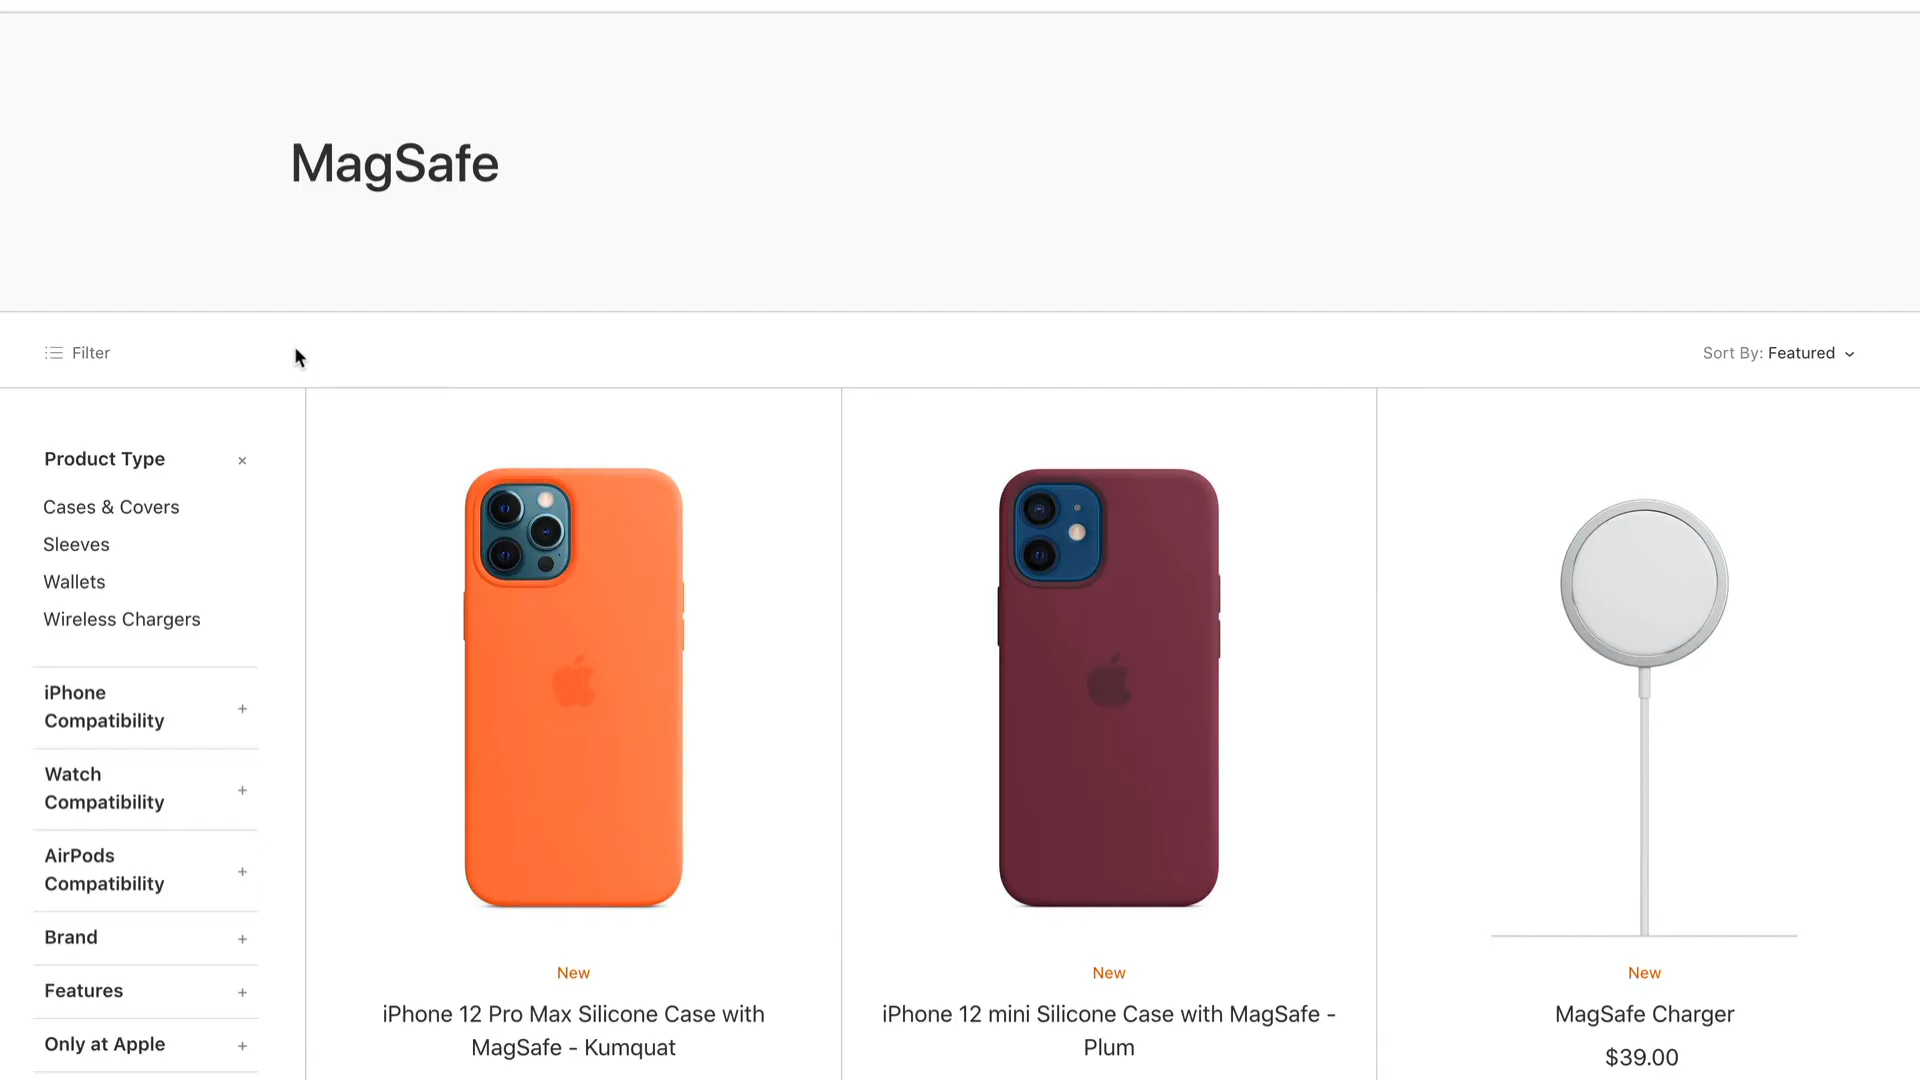 MagSafe
Filter
Sort By: Featured
Product Type
Cases & Covers
Sleeves
Wallets
Wireless Chargers
iPhone
Compatibility
Watch
Compatibility
AirPods
Compatibility
Brand
Features
Only at Apple
New
iPhone 12 Pro Max Silicone Case with
MagSafe - Kumquat
New
iPhone 12 mini Silicone Case with MagSafe -
Plum
New
MagSafe Charger
$39.00